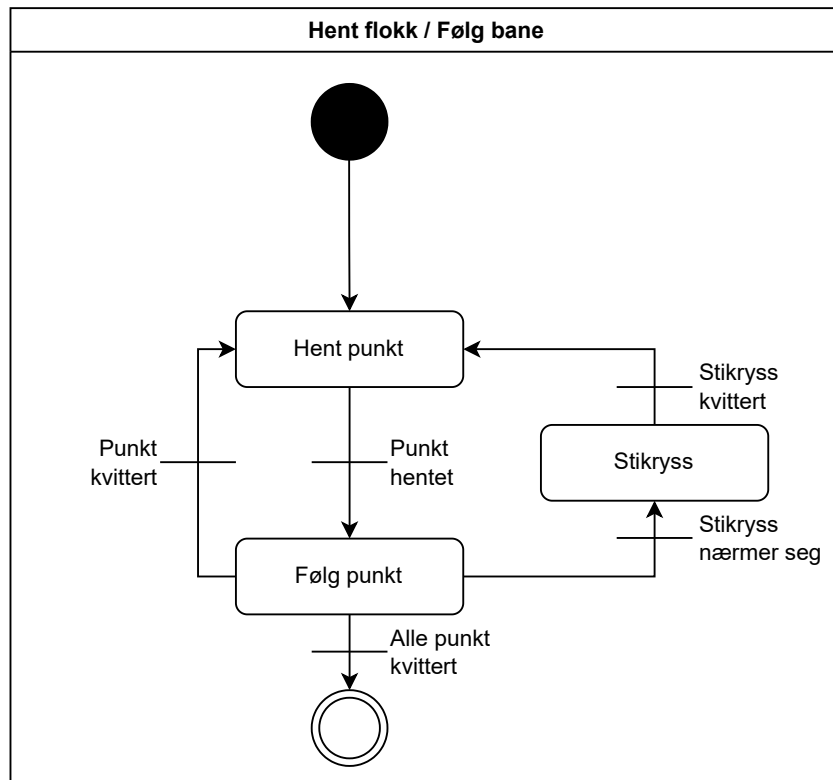 Hent flokk / Følg bane
Hent punkt
Stikryss
kvittert
Punkt
kvittert
Punkt
hentet
Stikryss
Stikryss
nærmer seg
Følg punkt
Alle punkt
kvittert